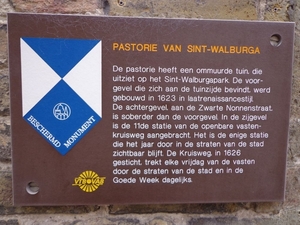 PASTORIE VAN SINT-WALBURGA
De pastorie heeft een ommuurde tuin, die
uitziet op het Sint-Walburgapark. De voor-
gevel die zich aan de tuinzijde bevindt, werd
gebouwd in 1623 in laatrenaissancestijl.
De achtergevel, aan de Zwarte Nonnenstraat,
is soberder dan de voorgevel. In de zijgevel
is de 11de statie van de openbare vasten-
kruisweg aangebracht. Het is de enige statie
die het jaar door in de straten van de stad
zichtbaar blijft. De Kruisweg, in 1626
gesticht, trekt elke vrijdag van de vasten
door de straten van de stad en in de
Goede Week dagelijks.
BESCHERMD MONUMENT